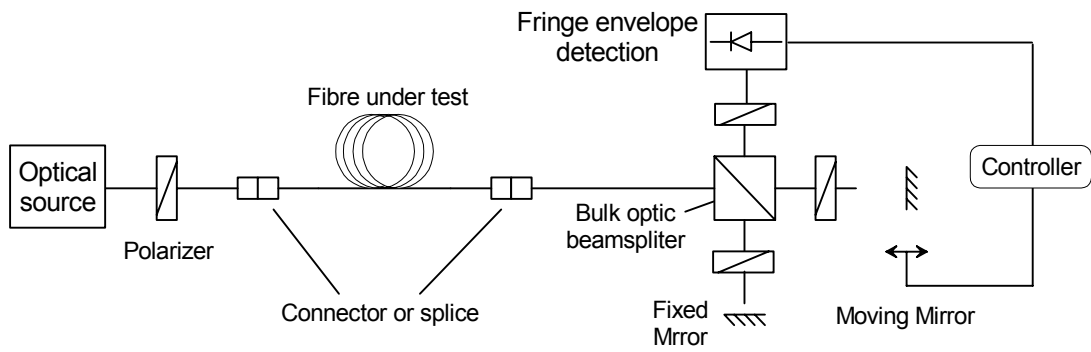 Fringe envelope
detection
Fibre under test
Optical
source
Controller
Bulk optic
beamspliter
Polarizer
Connector or splice
Fixed
Mrror
Moving Mirror